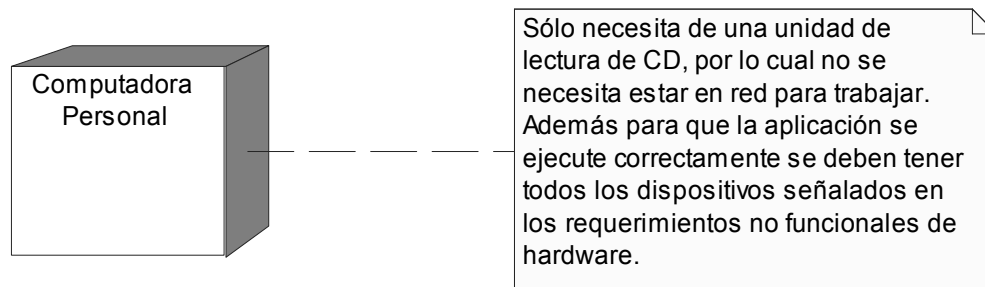 Computadora
Personal
Sólo necesita de una unidad de
lectura de CD, por lo cual no se
necesita estar en red para trabajar.
Además para que la aplicación se
ejecute correctamente se deben tener
todos los dispositivos señalados en
los requerimientos no funcionales de
hardware.